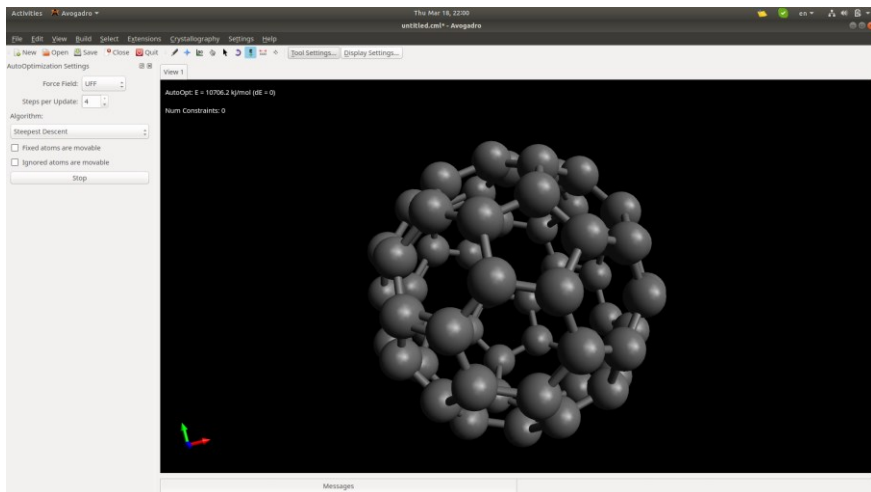 Activities Avogadro Thu Mar 18, 22:00 en
untitled.cml* - Avogadro
File Edit View Build Select Extensions Crystallography Settings Help
New Open Save Close Quit Tool Settings... Display Settings...
AutoOptimization Settings
View 1
Force Field: UFF
AutoOpt: E = 10706.2 kJ/mol (dE = 0)
Steps per Update: 4
Num Constraints: 0
Algorithm:
Steepest Descent
Fixed atoms are movable
Ignored atoms are movable
Stop
Messages